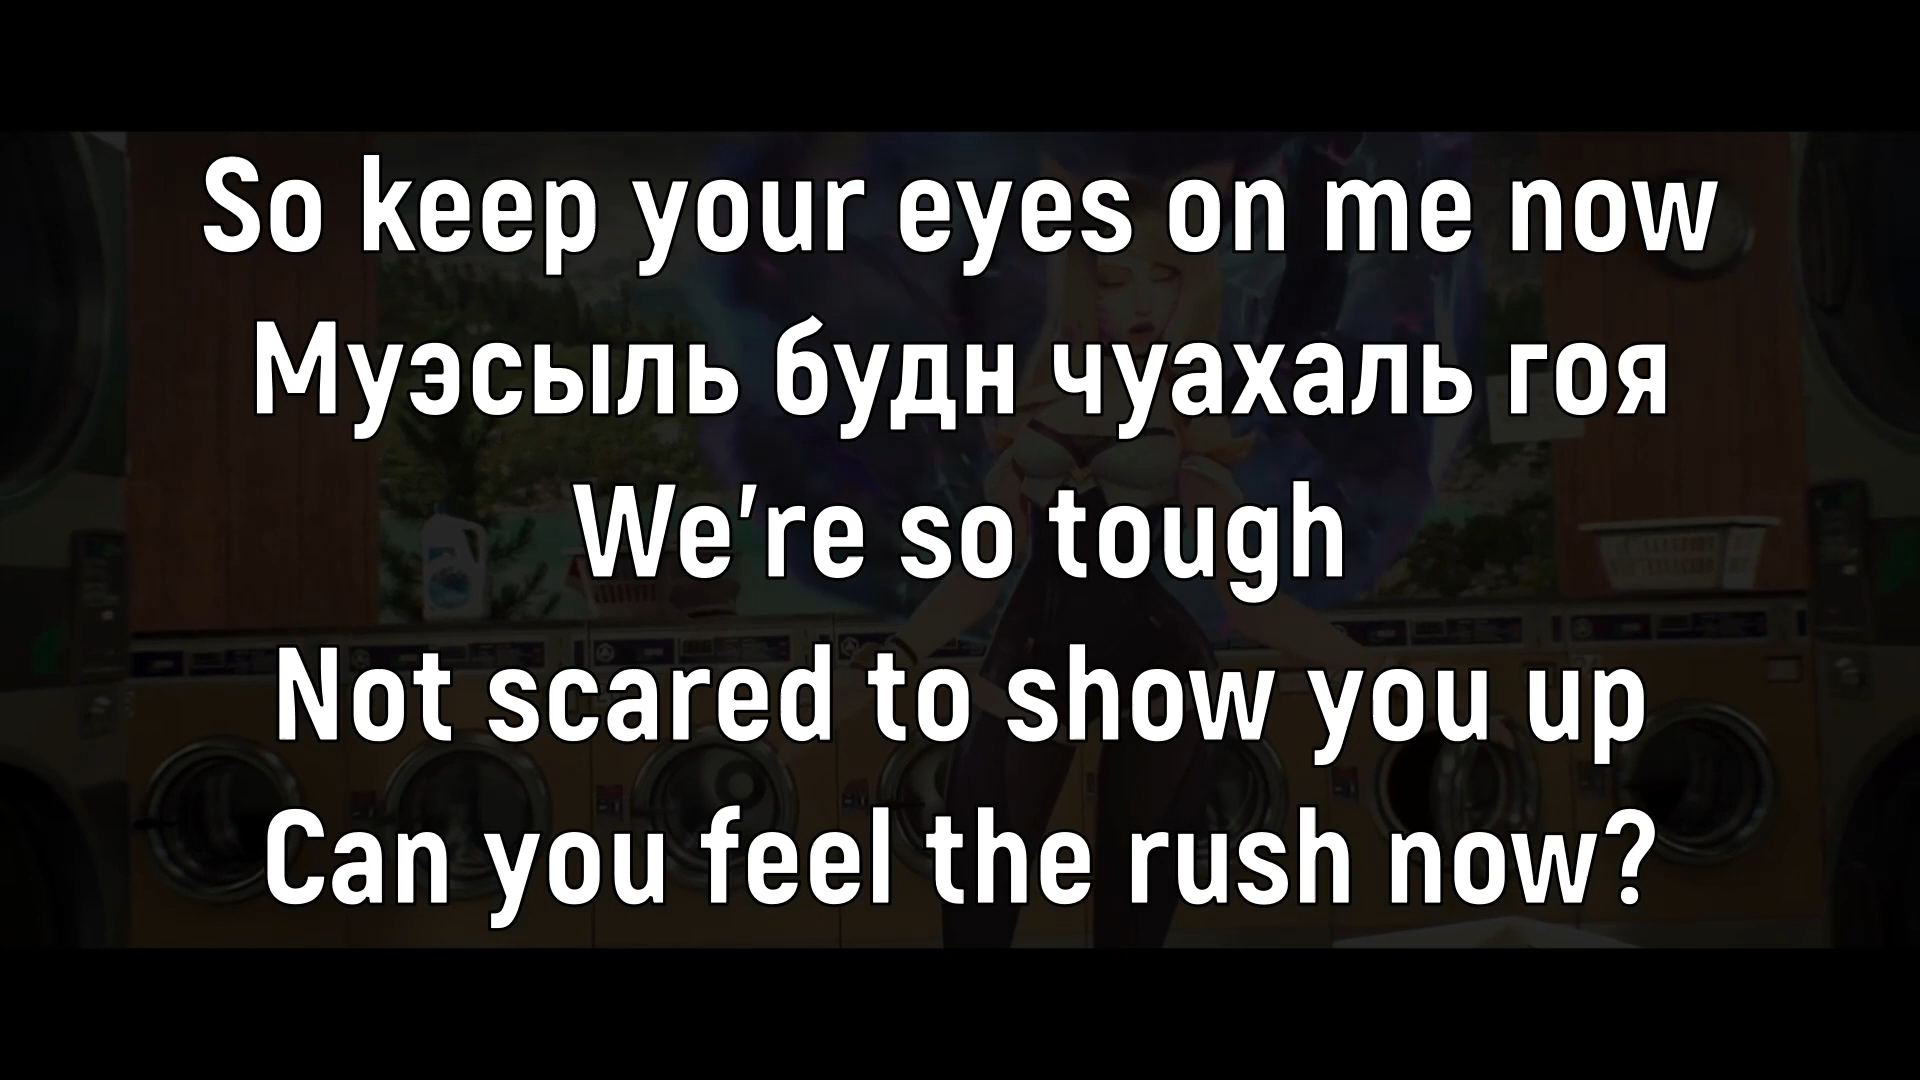 So keep your eyes on me now
Муэсыль будн чуахаль гоя
We're so tough
Not scared to show you up
Can you feel the rush now?